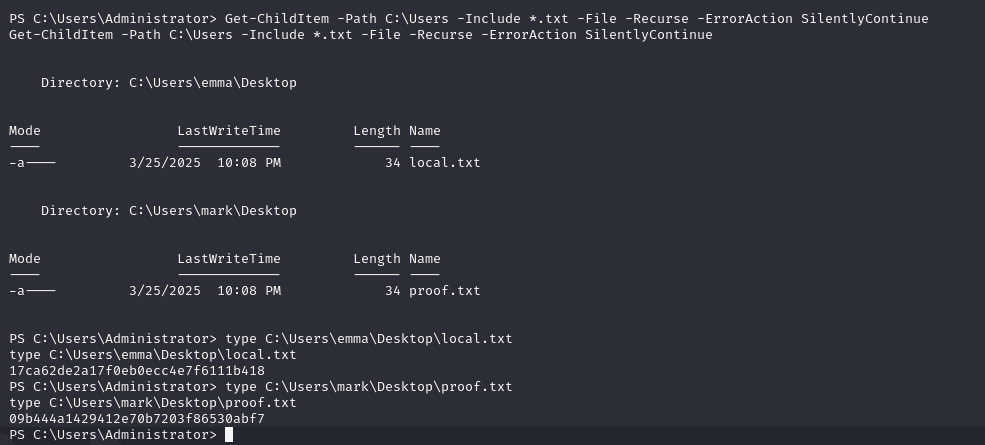 PS C:\Users\Administrator> Get-ChildItem -Path C:\Users -Include *.txt -File -Recurse -ErrorAction SilentlyContinue
Get-ChildItem -Path C:\Users -Include *.txt -File -Recurse -ErrorAction SilentlyContinue
Directory: C:\Users\emma\Desktop
Mode LastWriteTime Length Name
---- ------------- ------ ----
-a---- 3/25/2025 10:08 PM 34 local.txt
Directory: C:\Users\mark\Desktop
Mode LastWriteTime Length Name
---- ------------- ------ ----
-a---- 3/25/2025 10:08 PM 34 proof.txt
PS C:\Users\Administrator> type C:\Users\emma\Desktop\local.txt
type C:\Users\emma\Desktop\local.txt
17ca62de2a17f0eb0ecc4e7f6111b418
PS C:\Users\Administrator> type C:\Users\mark\Desktop\proof.txt
type C:\Users\mark\Desktop\proof.txt
09b444a1429412e70b7203f86530abf7
PS C:\Users\Administrator>